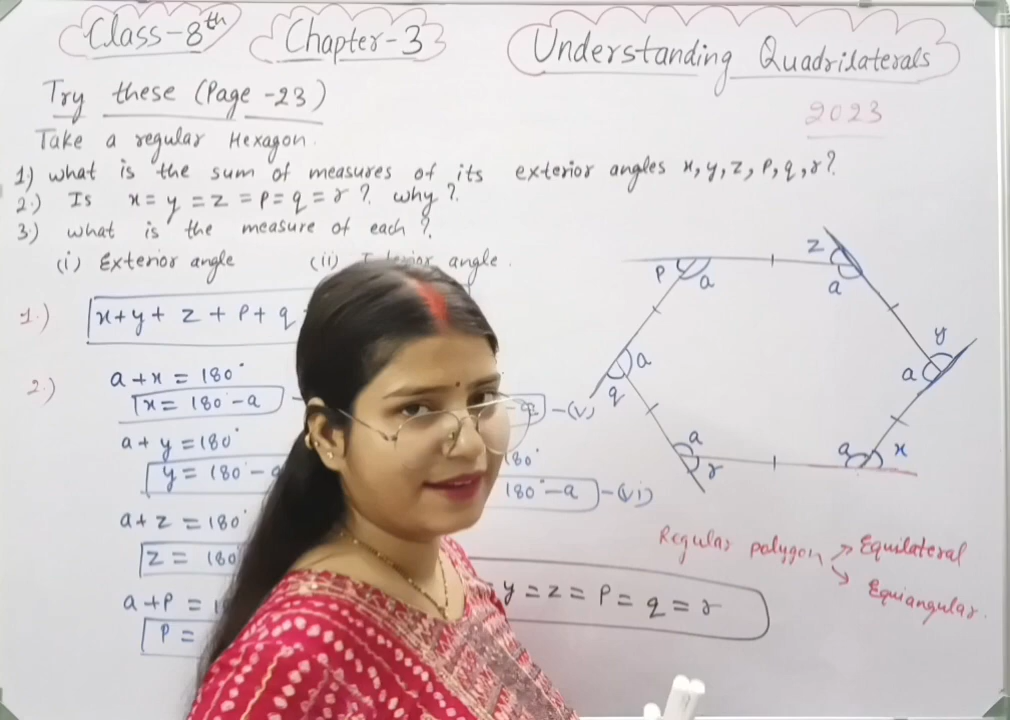 Class-8th Chapter-3 Understanding Quadrilaterals
2023
Try these (Page -23)
Take a regular Hexagon.
1) what is the sum of measures of its exterior angles x, y, z, p, q, r?
2.) Is x = y = z = p = q = r ? why ?
3.) what is the measure of each ?
(i) Exterior angle (ii) angle.
1.) x+y+ z + p+ q
2.) a + x = 180°
x = 180 - a
a + y = 180°
y = 180 - a
a + z = 180°
z = 180
a + p = 1
p =
- (v)
180°
180° - a - (vi)
y = z = p = q = r
z
p a a
y
a a
q
a a x
r
Regular polygon → Equilateral
→ Equiangular.